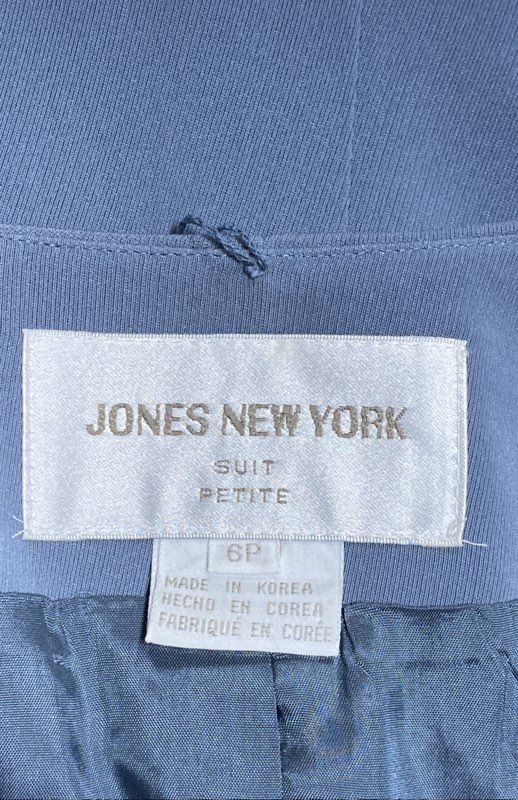 JONES NEW YORK
SUIT
PETITE
6P
MADE IN KOREA
HECHO EN COREA
FABRIQUÉ EN CORÉE